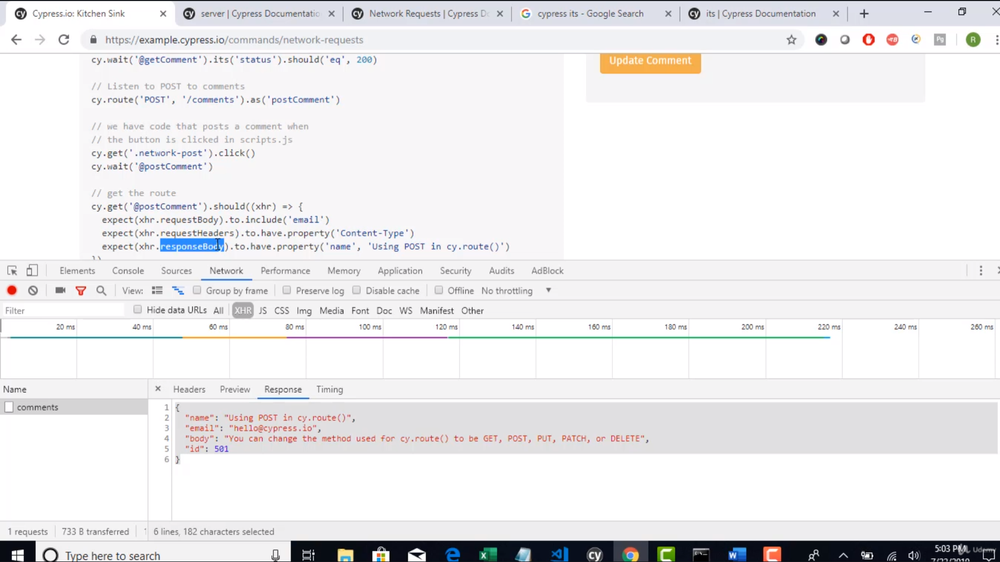 Cypress.io: Kitchen Sink
server | Cypress Documentatio
Network Requests | Cypress Do
cypress its - Google Search
its | Cypress Documentation
https://example.cypress.io/commands/network-requests
R
cy.wait('@getComment').its('status').should('eq', 200)
Update Comment
// Listen to POST to comments
cy.route('POST', '/comments').as('postComment')
// we have code that posts a comment when
// the button is clicked in scripts.js
cy.get('.network-post').click()
cy.wait('@postComment')
// get the route
cy.get('@postComment').should((xhr) => {
expect(xhr.requestBody).to.include('email')
expect(xhr.requestHeaders).to.have.property('Content-Type')
expect(xhr.responseBody).to.have.property('name', 'Using POST in cy.route()')
})
Elements Console Sources Network Performance Memory Application Security Audits AdBlock
View: Group by frame Preserve log Disable cache Offline No throttling
Filter Hide data URLs All XHR JS CSS Img Media Font Doc WS Manifest Other
20 ms 40 ms 60 ms 80 ms 100 ms 120 ms 140 ms 160 ms 180 ms 200 ms 220 ms 240 ms 260 ms
Name Headers Preview Response Timing
comments
1 {
2 "name": "Using POST in cy.route()",
3 "email": "hello@cypress.io",
4 "body": "You can change the method used for cy.route() to be GET, POST, PUT, PATCH, or DELETE",
5 "id": 501
6 }
1 requests 733 B transferred 6 lines, 182 characters selected
Type here to search
5:03 PM
Udemy